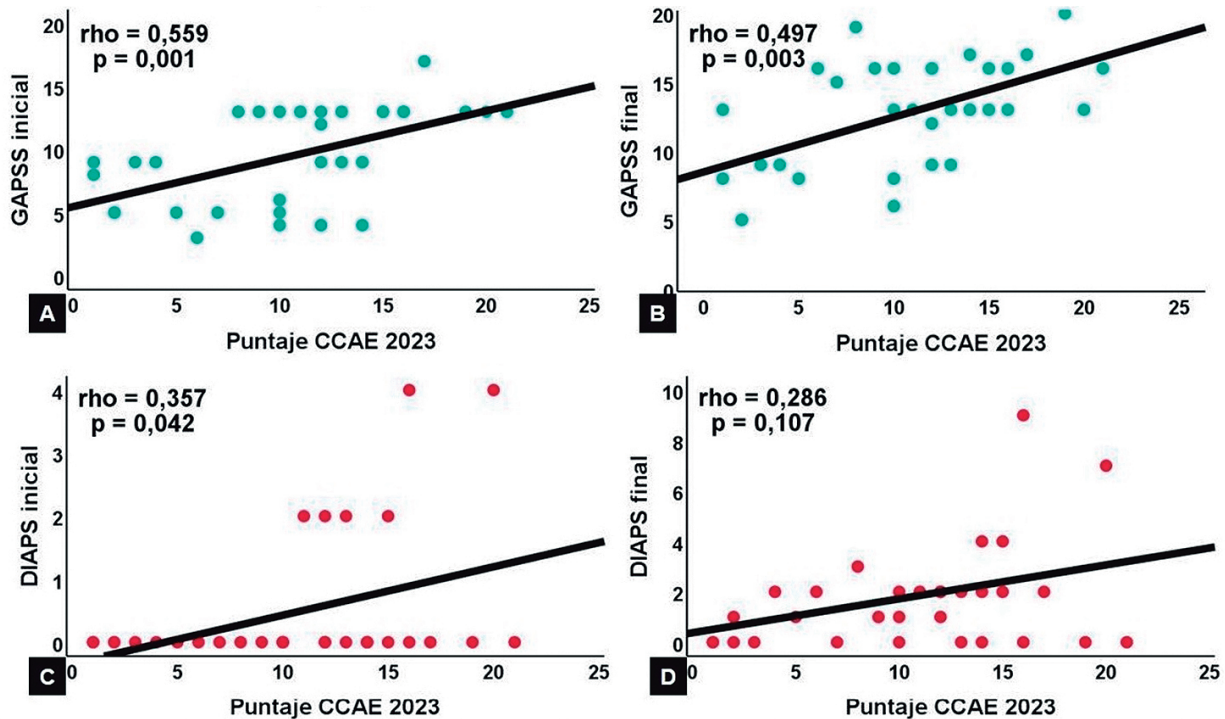 20
15
10
5
0
GAPSS inicial
rho = 0,559
p = 0,001
0 5 10 15 20 25
A
Puntaje CCAE 2023
20
15
10
5
0
GAPSS final
rho = 0,497
p = 0,003
0 5 10 15 20 25
B
Puntaje CCAE 2023
4
3
2
1
0
DIAPS inicial
rho = 0,357
p = 0,042
0 5 10 15 20 25
C
Puntaje CCAE 2023
10
8
6
4
2
0
DIAPS final
rho = 0,286
p = 0,107
0 5 10 15 20 25
D
Puntaje CCAE 2023